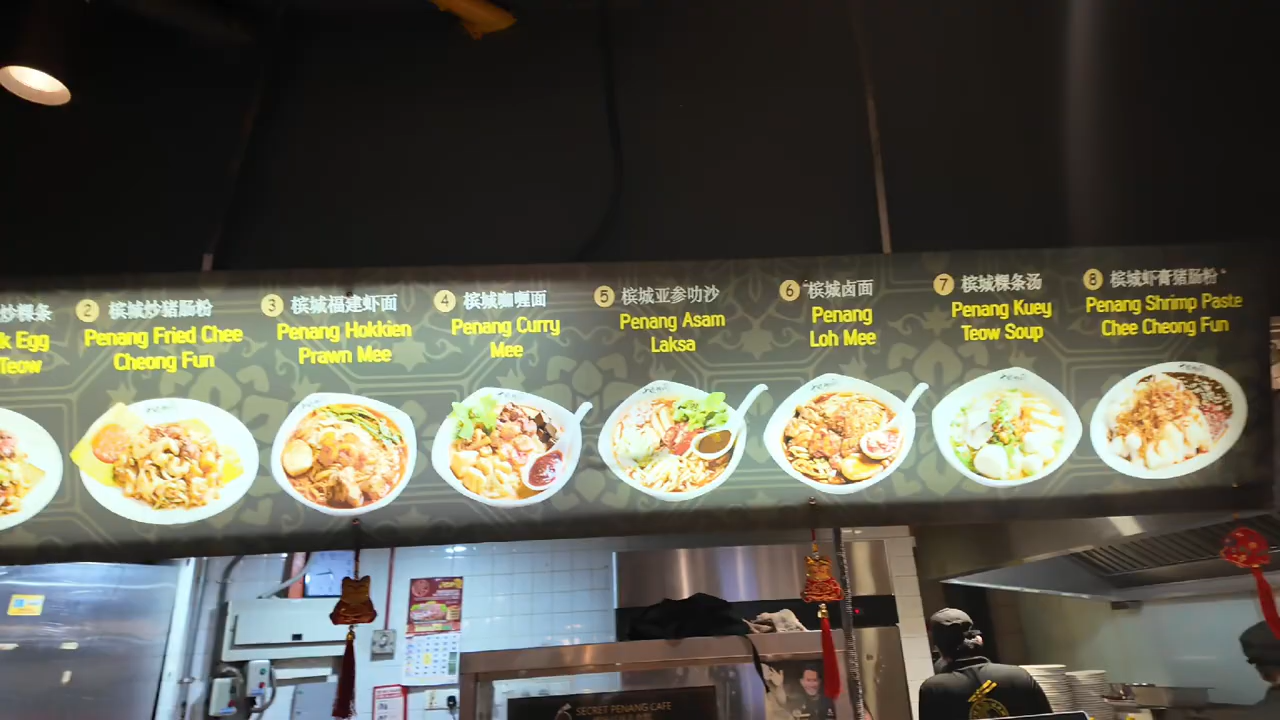 炒粿条
k Egg
Teow
2 槟城炒猪肠粉
Penang Fried Chee
Cheong Fun
3 槟城福建虾面
Penang Hokkien
Prawn Mee
4 槟城咖喱面
Penang Curry
Mee
5 槟城亚参叻沙
Penang Asam
Laksa
6 槟城卤面
Penang
Loh Mee
7 槟城粿条汤
Penang Kuey
Teow Soup
8 槟城虾膏猪肠粉
Penang Shrimp Paste
Chee Cheong Fun
SECRET PENANG CAFE